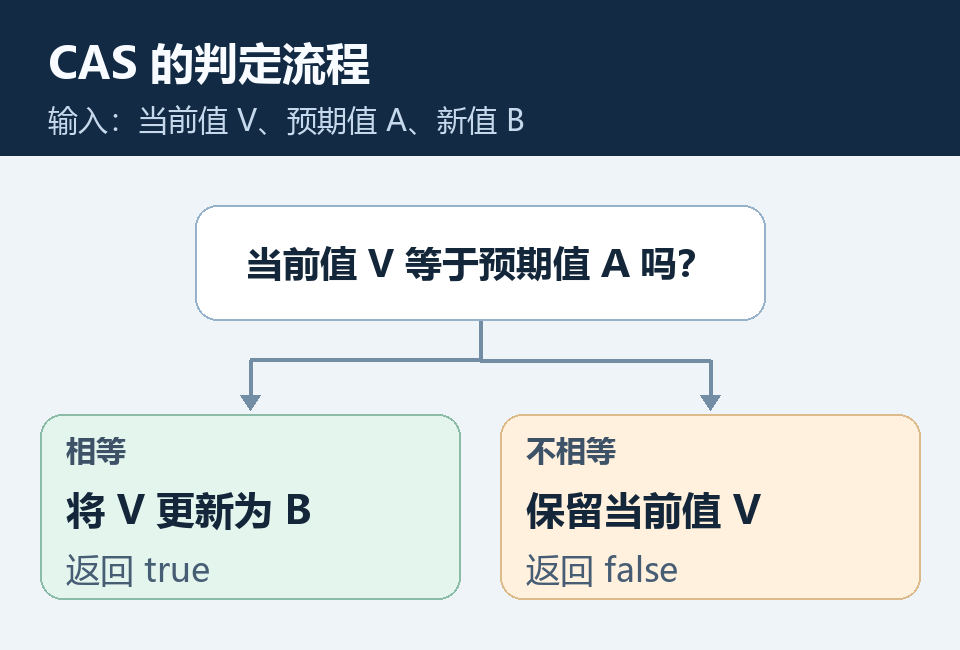 CAS 的判定流程
输入：当前值 V、预期值 A、新值 B
当前值 V 等于预期值 A 吗?
相等
将 V 更新为 B
返回 true
不相等
保留当前值 V
返回 false